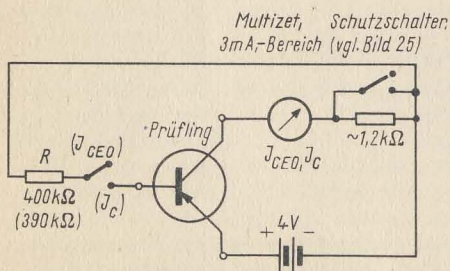 Multizet, Schutzschalter.
3mA,-Bereich (vgl. Bild 25)
Prüfling
(J_CEO)
R
400kΩ
(390kΩ)
(J_C)
J_CEO, J_C
~1,2kΩ
+ 4V -